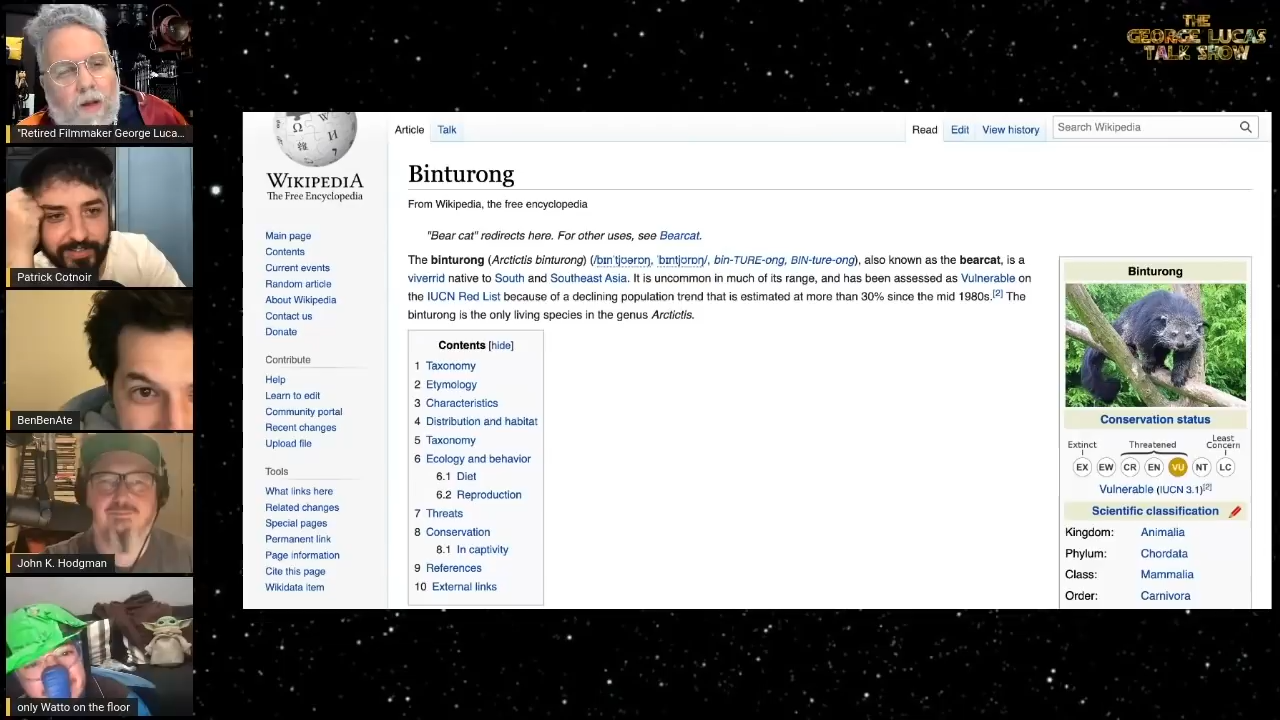 THE
GEORGE LUCAS
TALK SHOW
"Retired Filmmaker George Luca...
Patrick Cotnoir
BenBenAte
John K. Hodgman
only Watto on the floor
WIKIPEDIA
The Free Encyclopedia
Main page
Contents
Current events
Random article
About Wikipedia
Contact us
Donate
Contribute
Help
Learn to edit
Community portal
Recent changes
Upload file
Tools
What links here
Related changes
Special pages
Permanent link
Page information
Cite this page
Wikidata item
Article Talk
Read Edit View history Search Wikipedia
Binturong
From Wikipedia, the free encyclopedia
"Bear cat" redirects here. For other uses, see Bearcat.
The binturong (Arctictis binturong) (/bɪnˈtjʊərɒŋ, ˈbɪntjʊrɒŋ/, bin-TURE-ong, BIN-ture-ong), also known as the bearcat, is a
viverrid native to South and Southeast Asia. It is uncommon in much of its range, and has been assessed as Vulnerable on
the IUCN Red List because of a declining population trend that is estimated at more than 30% since the mid 1980s.[2] The
binturong is the only living species in the genus Arctictis.
Contents [hide]
1 Taxonomy
2 Etymology
3 Characteristics
4 Distribution and habitat
5 Taxonomy
6 Ecology and behavior
6.1 Diet
6.2 Reproduction
7 Threats
8 Conservation
8.1 In captivity
9 References
10 External links
Binturong
Conservation status
Extinct Threatened Least
Concern
EX EW CR EN VU NT LC
Vulnerable (IUCN 3.1)[2]
Scientific classification
Kingdom: Animalia
Phylum: Chordata
Class: Mammalia
Order: Carnivora